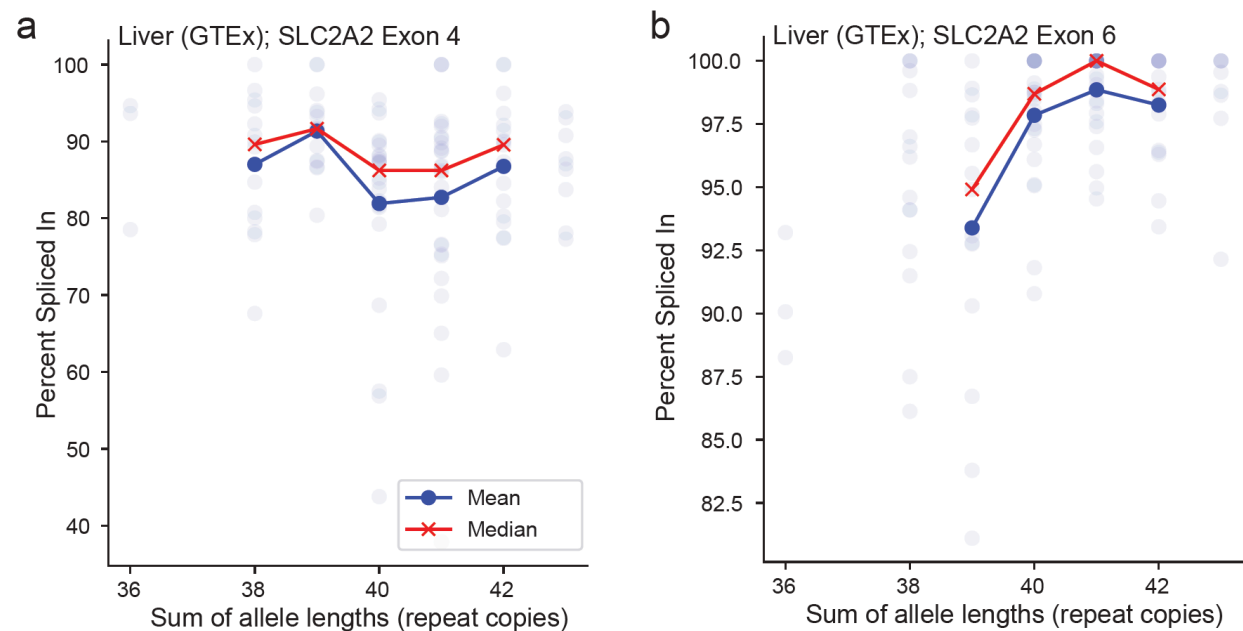 a
Liver (GTEx); SLC2A2 Exon 4
100
90
80
70
60
50
40
Percent Spliced In
Mean
Median
36
38
40
42
Sum of allele lengths (repeat copies)
b
Liver (GTEx); SLC2A2 Exon 6
100.0
97.5
95.0
92.5
90.0
87.5
85.0
82.5
Percent Spliced In
36
38
40
42
Sum of allele lengths (repeat copies)